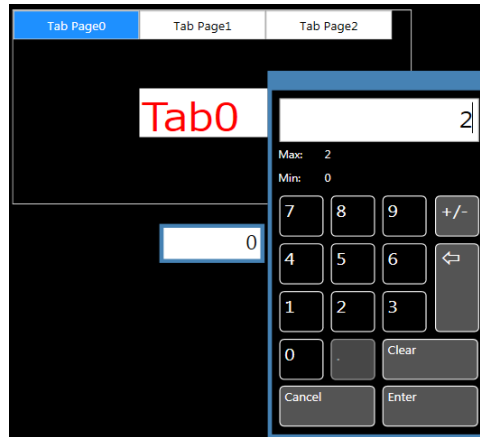 Tab Page0 Tab Page1 Tab Page2
Tab0
2
Max: 2
Min: 0
7 8 9 +/-
0
4 5 6
1 2 3
0 . Clear
Cancel Enter